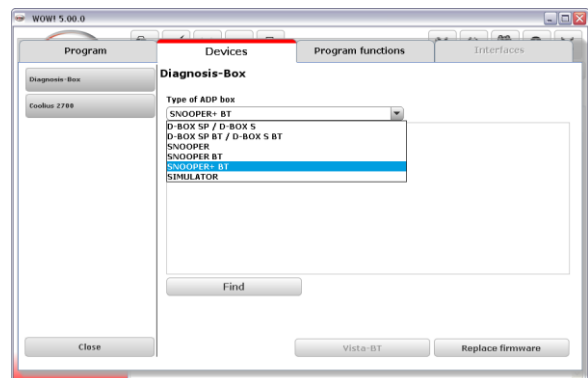 WOW! 5.00.0
Program
Devices
Program functions
Interfaces
Diagnosis-Box
Coolius 2700
Diagnosis-Box
Type of ADP box
SNOOPER+ BT
D-BOX SP / D-BOX S
D-BOX SP BT / D-BOX S BT
SNOOPER
SNOOPER BT
SNOOPER+ BT
SIMULATOR
Find
Close
Vista-BT
Replace firmware